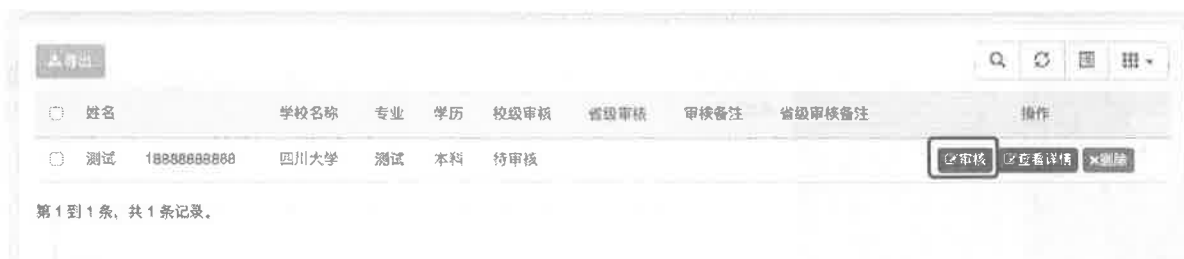 导出
姓名 学校名称 专业 学历 校级审核 省级审核 审核备注 省级审核备注 操作
测试 18888888888 四川大学 测试 本科 待审核 审核 查看详情 删除
第 1 到 1 条、共 1 条记录。